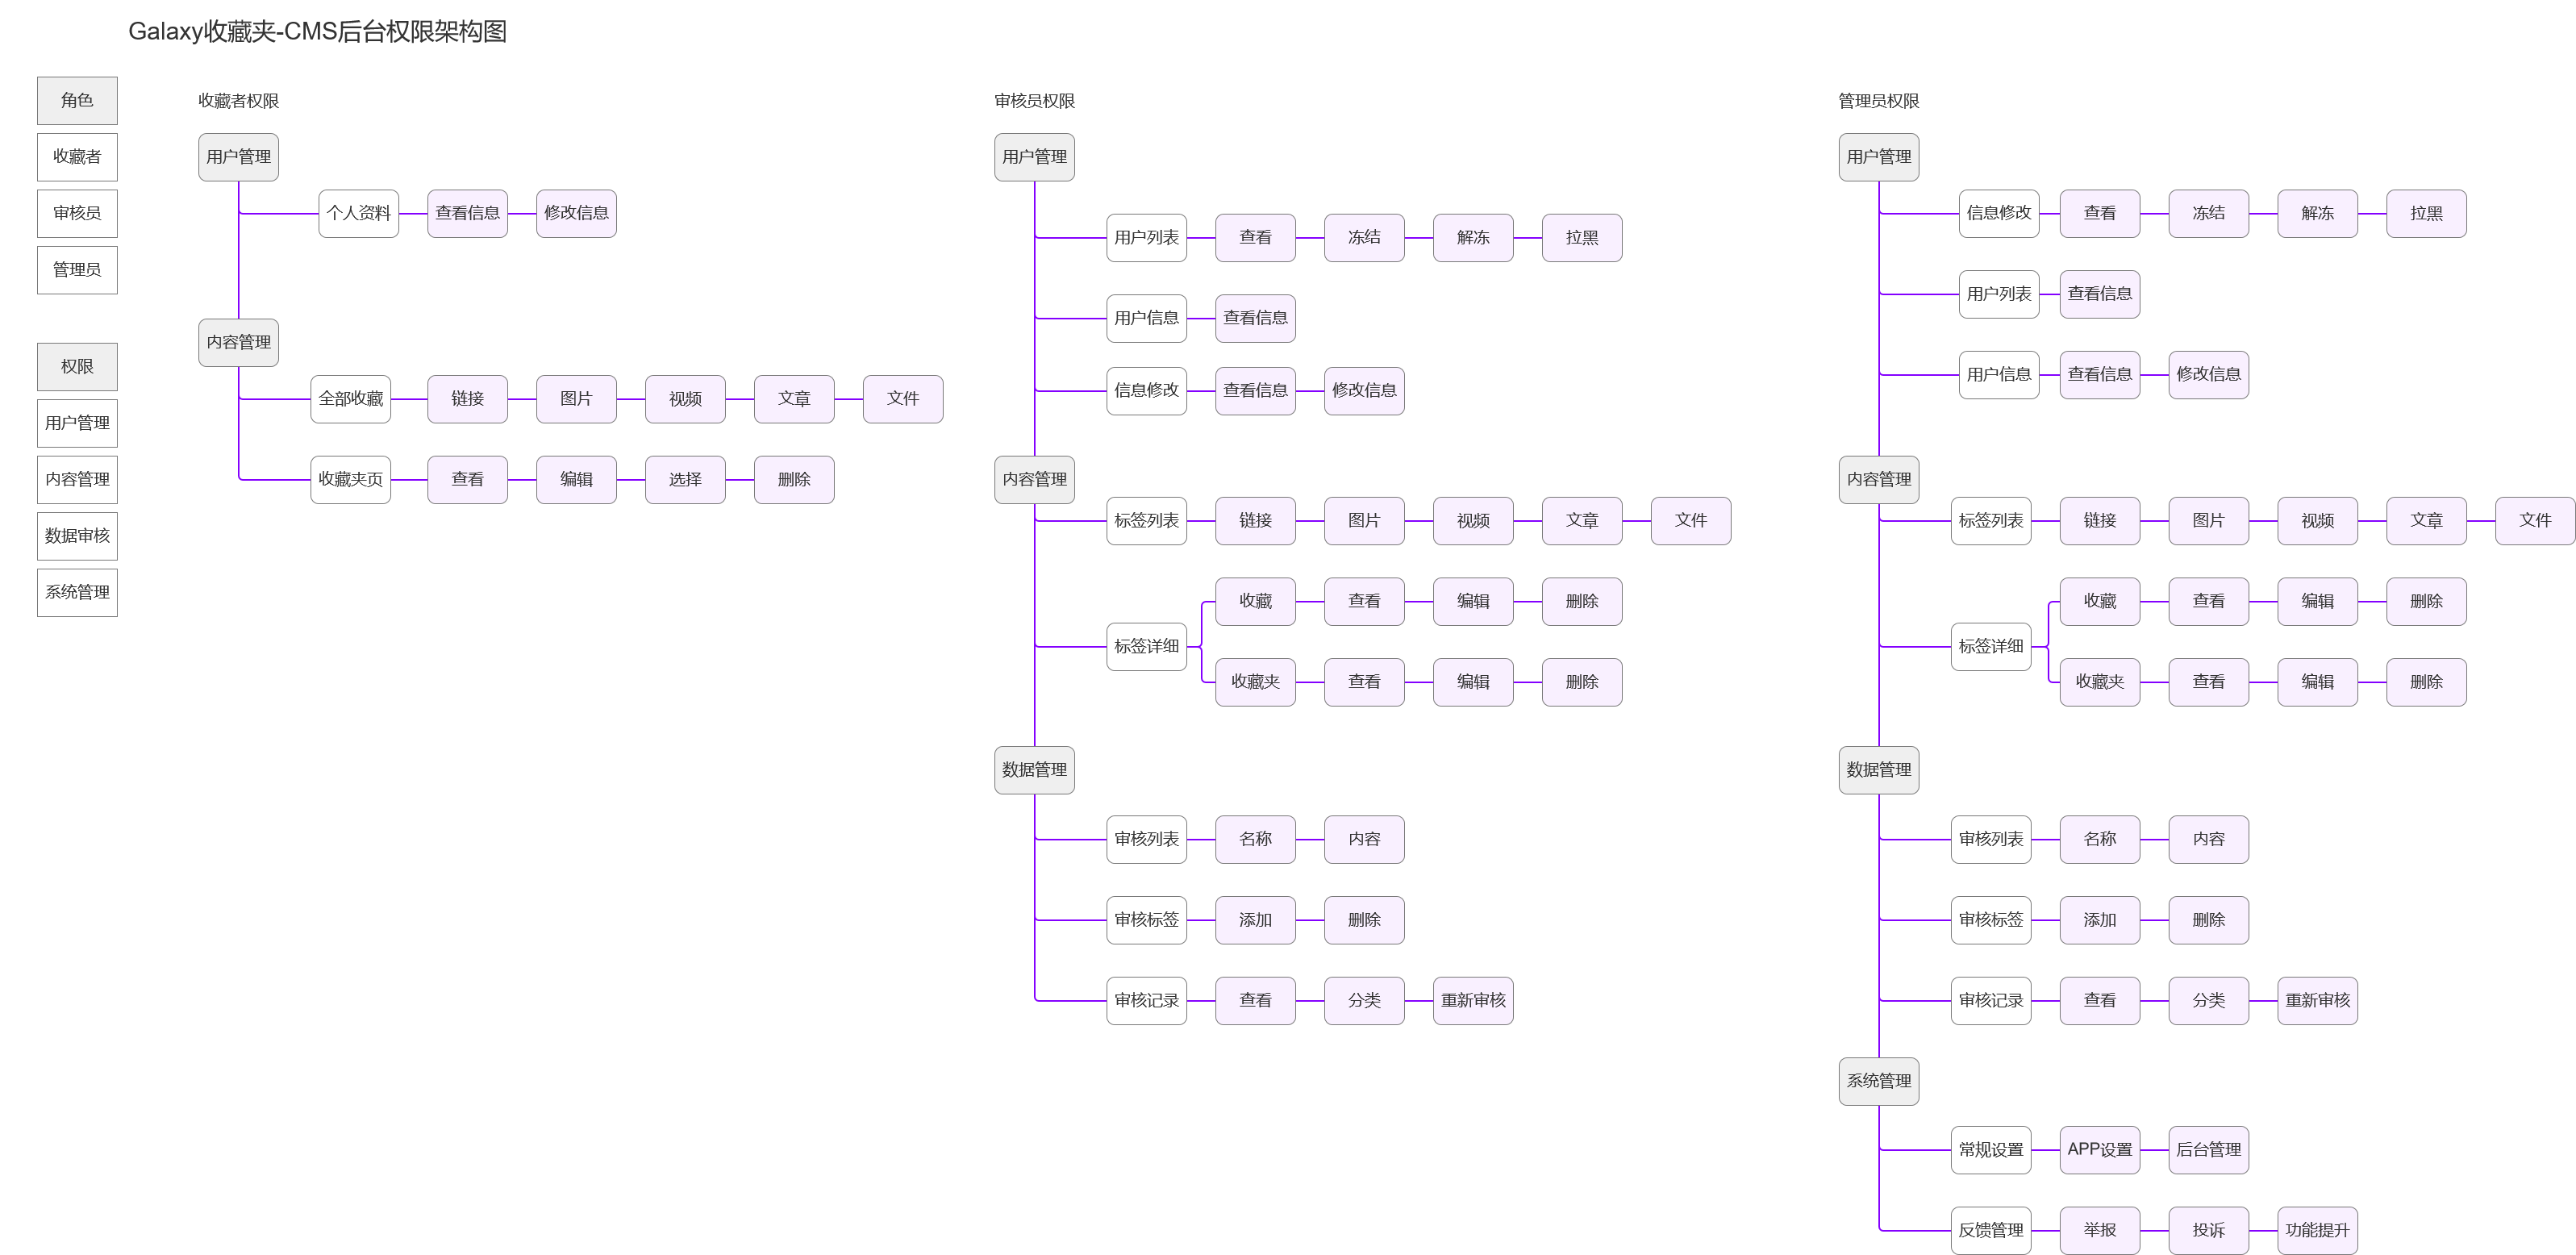 Galaxy收藏夹-CMS后台权限架构图
角色
收藏者
审核员
管理员
权限
用户管理
内容管理
数据审核
系统管理
收藏者权限
用户管理
个人资料 查看信息 修改信息
内容管理
全部收藏 链接 图片 视频 文章 文件
收藏夹页 查看 编辑 选择 删除
审核员权限
用户管理
用户列表 查看 冻结 解冻 拉黑
用户信息 查看信息
信息修改 查看信息 修改信息
内容管理
标签列表 链接 图片 视频 文章 文件
标签详细
收藏 查看 编辑 删除
收藏夹 查看 编辑 删除
数据管理
审核列表 名称 内容
审核标签 添加 删除
审核记录 查看 分类 重新审核
管理员权限
用户管理
信息修改 查看 冻结 解冻 拉黑
用户列表 查看信息
用户信息 查看信息 修改信息
内容管理
标签列表 链接 图片 视频 文章 文件
标签详细
收藏 查看 编辑 删除
收藏夹 查看 编辑 删除
数据管理
审核列表 名称 内容
审核标签 添加 删除
审核记录 查看 分类 重新审核
系统管理
常规设置 APP设置 后台管理
反馈管理 举报 投诉 功能提升